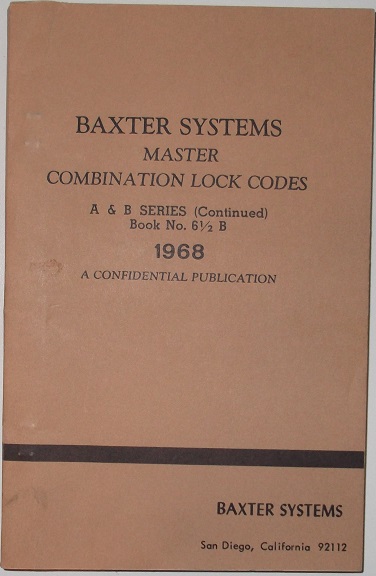 BAXTER SYSTEMS
MASTER
COMBINATION LOCK CODES
A & B SERIES (Continued)
Book No. 6½ B
1968
A CONFIDENTIAL PUBLICATION
BAXTER SYSTEMS
San Diego, California 92112